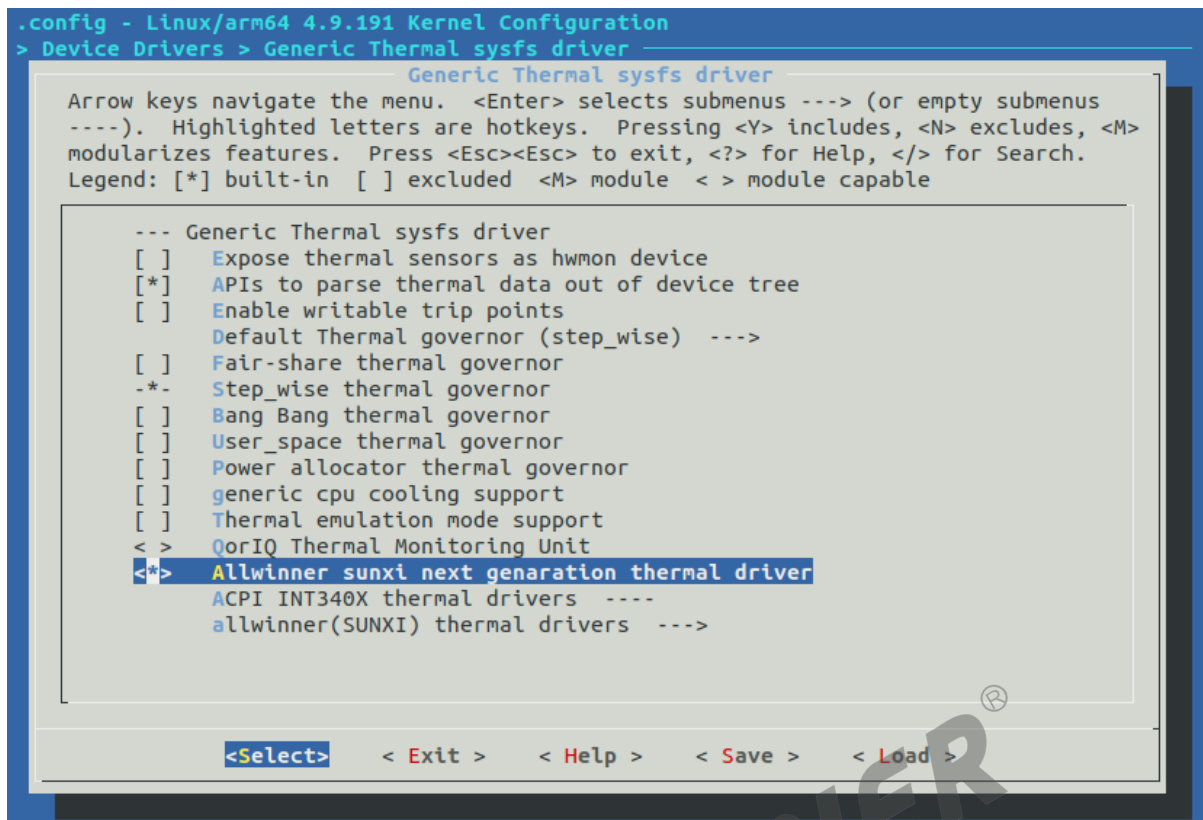 .config - Linux/arm64 4.9.191 Kernel Configuration
> Device Drivers > Generic Thermal sysfs driver
Generic Thermal sysfs driver
Arrow keys navigate the menu.  <Enter> selects submenus ---> (or empty submenus
----).  Highlighted letters are hotkeys.  Pressing <Y> includes, <N> excludes, <M>
modularizes features.  Press <Esc><Esc> to exit, <?> for Help, </> for Search.
Legend: [*] built-in  [ ] excluded  <M> module  < > module capable
--- Generic Thermal sysfs driver
[ ]   Expose thermal sensors as hwmon device
[*]   APIs to parse thermal data out of device tree
[ ]   Enable writable trip points
Default Thermal governor (step_wise)  --->
[ ]   Fair-share thermal governor
-*-   Step_wise thermal governor
[ ]   Bang Bang thermal governor
[ ]   User_space thermal governor
[ ]   Power allocator thermal governor
[ ]   generic cpu cooling support
[ ]   Thermal emulation mode support
< >   QorIQ Thermal Monitoring Unit
<*>   Allwinner sunxi next genaration thermal driver
ACPI INT340X thermal drivers  ----
allwinner(SUNXI) thermal drivers  --->
<Select>    < Exit >    < Help >    < Save >    < Load >